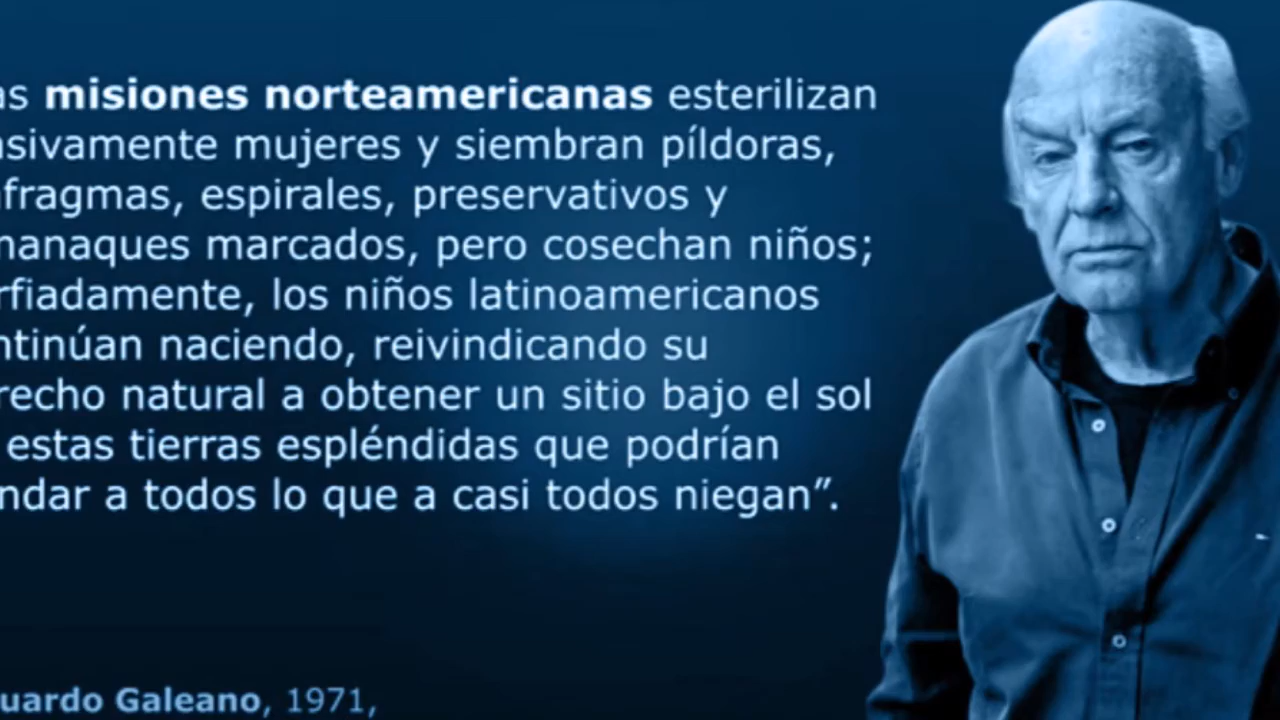 as misiones norteamericanas esterilizan
asivamente mujeres y siembran píldoras,
afragmas, espirales, preservativos y
manaques marcados, pero cosechan niños;
rfiadamente, los niños latinoamericanos
ntinúan naciendo, reivindicando su
recho natural a obtener un sitio bajo el sol
estas tierras espléndidas que podrían
ndar a todos lo que a casi todos niegan”.
uardo Galeano, 1971,